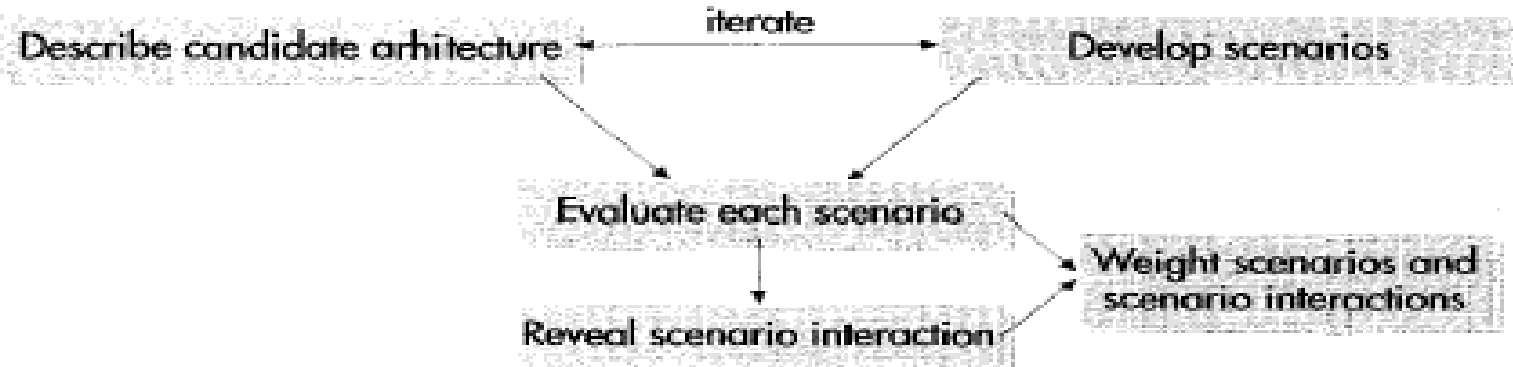 iterate
Describe candidate arhitecture
Develop scenarios
Evaluate each scenario
Weight scenarios and
scenario interactions
Reveal scenario interaction